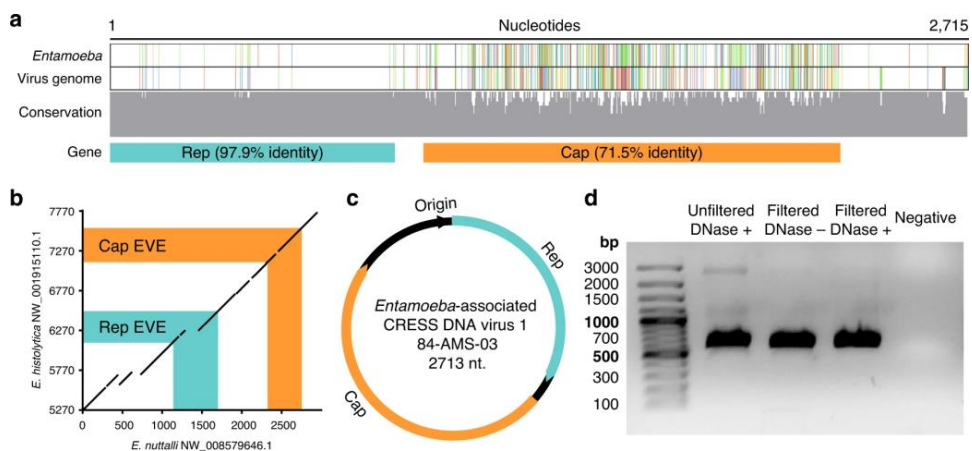 a
1 Nucleotides 2,715
Entamoeba
Virus genome
Conservation
Gene Rep (97.9% identity) Cap (71.5% identity)
b
E. histolytica NW_001915110.1
7770
7270
6770
6270
5770
5270
Cap EVE
Rep EVE
0 500 1000 1500 2000 2500
E. nuttalli NW_008579646.1
c
Origin
Rep
Cap
Entamoeba-associated
CRESS DNA virus 1
84-AMS-03
2713 nt.
d
Unfiltered Filtered Filtered Negative
DNase + DNase – DNase +
bp
3000
2000
1500
1000
700
500
300
100